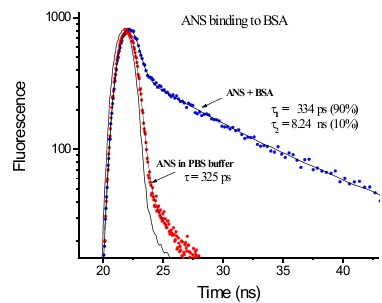 ANS binding to BSA
1000
ANS + BSA
τ1 = 334 ps (90%)
τ2 = 8.24 ns (10%)
Fluorescence
100
ANS in PBS buffer
τ = 325 ps
20 25 30 35 40
Time (ns)